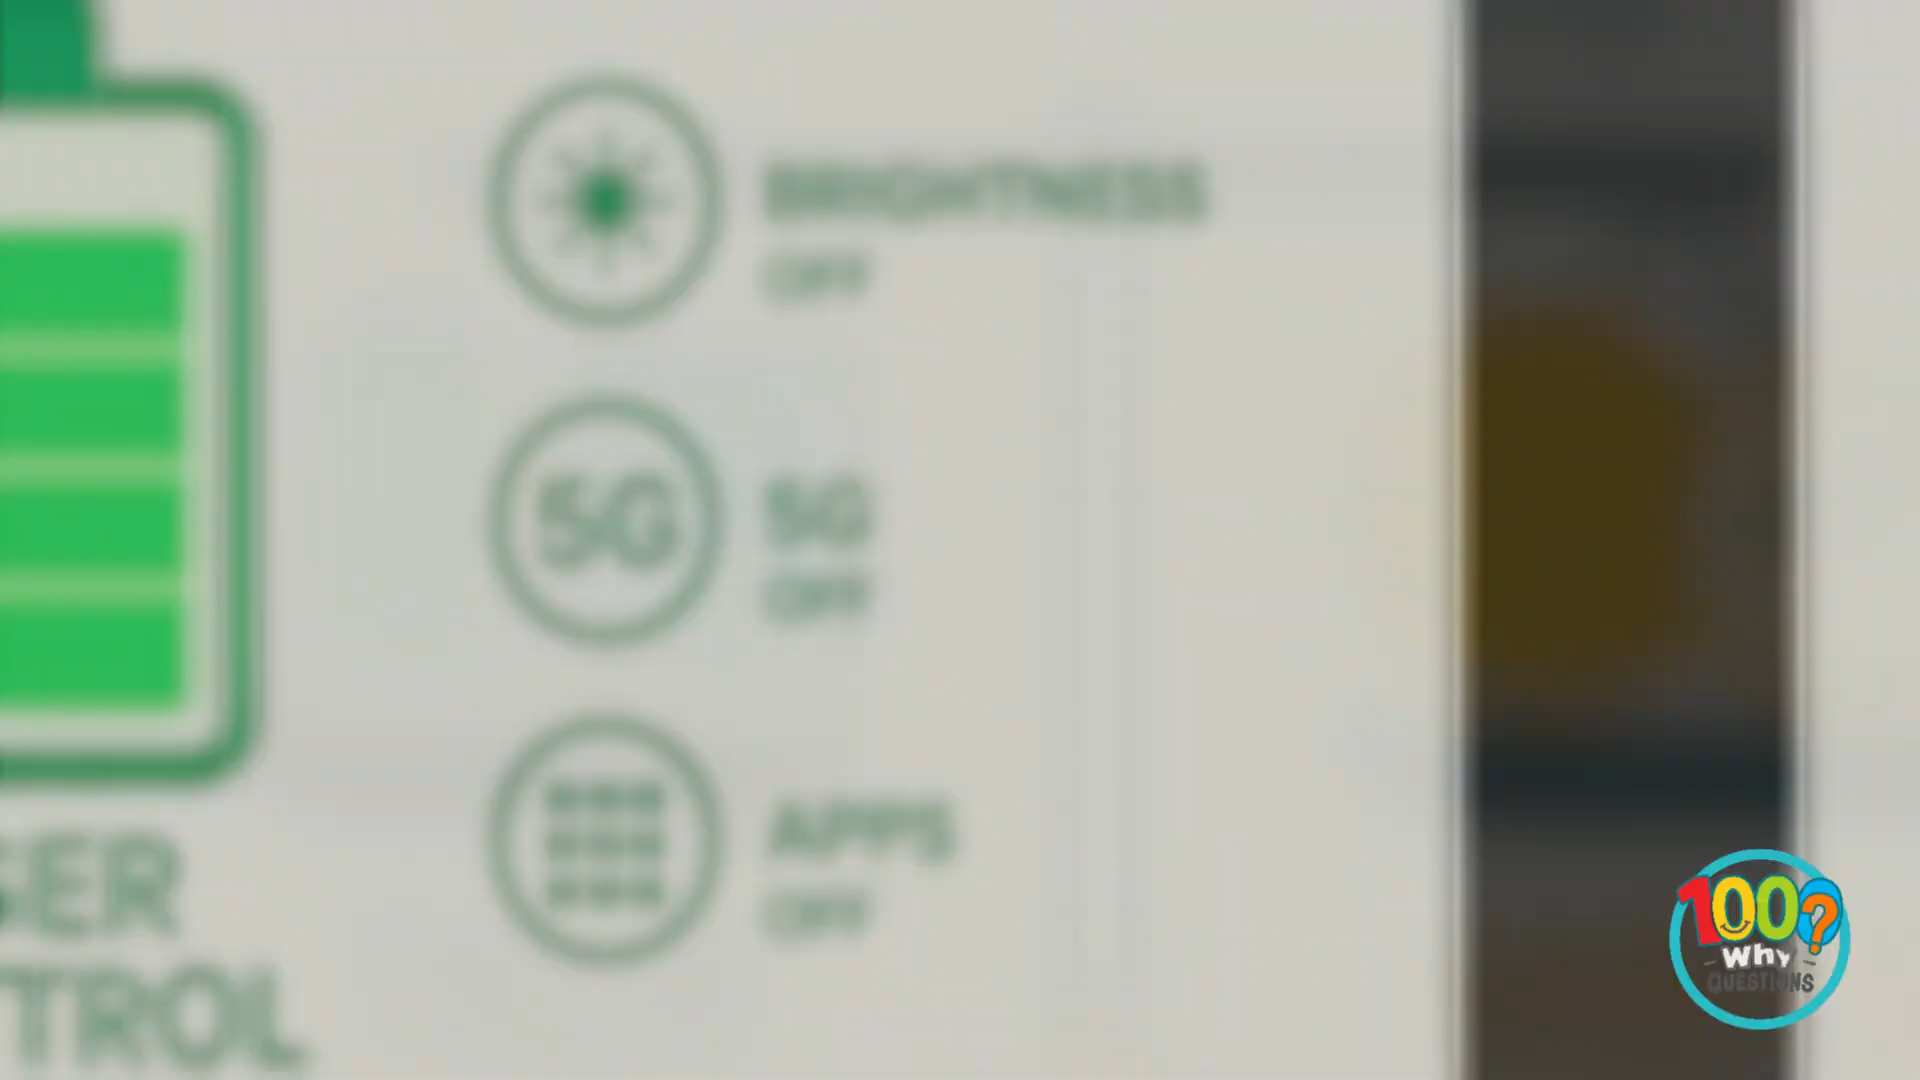 BRIGHTNESS
OFF
5G
5G
OFF
APPS
OFF
SER
TROL
100?
Why
QUESTIONS